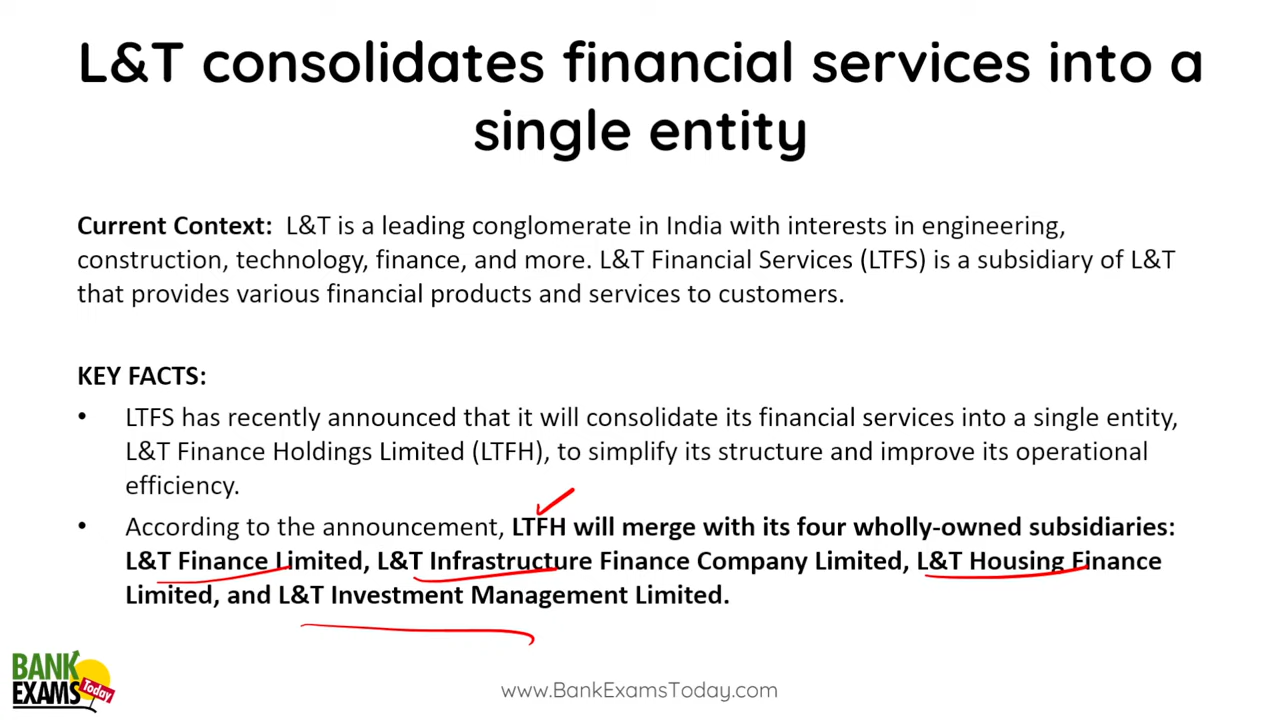 L&T consolidates financial services into a
single entity
Current Context: L&T is a leading conglomerate in India with interests in engineering,
construction, technology, finance, and more. L&T Financial Services (LTFS) is a subsidiary of L&T
that provides various financial products and services to customers.
KEY FACTS:
• LTFS has recently announced that it will consolidate its financial services into a single entity,
L&T Finance Holdings Limited (LTFH), to simplify its structure and improve its operational
efficiency.
• According to the announcement, LTFH will merge with its four wholly-owned subsidiaries:
L&T Finance Limited, L&T Infrastructure Finance Company Limited, L&T Housing Finance
Limited, and L&T Investment Management Limited.
BANK
EXAMS Today
www.BankExamsToday.com